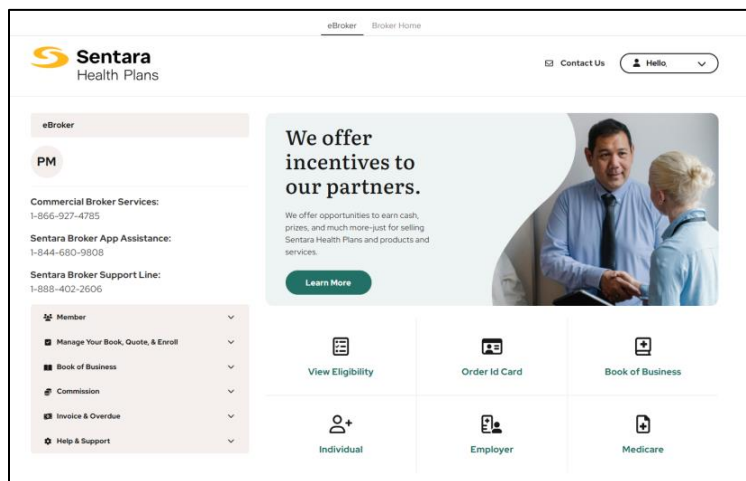 eBroker Broker Home
Sentara
Health Plans
Contact Us
Hello,
eBroker
PM
Commercial Broker Services:
1-866-927-4785
Sentara Broker App Assistance:
1-844-680-9808
Sentara Broker Support Line:
1-888-402-2606
Member
Manage Your Book, Quote, & Enroll
Book of Business
Commission
Invoice & Overdue
Help & Support
We offer
incentives to
our partners.
We offer opportunities to earn cash,
prizes, and much more-just for selling
Sentara Health Plans and products and
services.
Learn More
View Eligibility
Order Id Card
Book of Business
Individual
Employer
Medicare